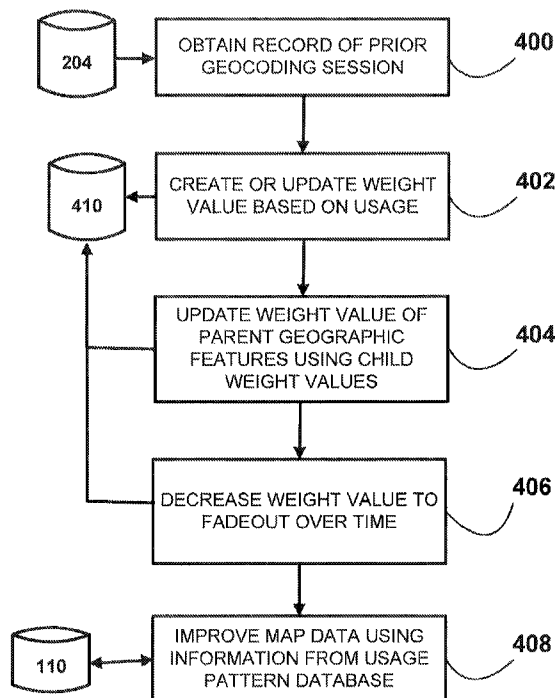 204
OBTAIN RECORD OF PRIOR
GEOCODING SESSION
400
410
CREATE OR UPDATE WEIGHT
VALUE BASED ON USAGE
402
UPDATE WEIGHT VALUE OF
PARENT GEOGRAPHIC
FEATURES USING CHILD
WEIGHT VALUES
404
DECREASE WEIGHT VALUE TO
FADEOUT OVER TIME
406
110
IMPROVE MAP DATA USING
INFORMATION FROM USAGE
PATTERN DATABASE
408